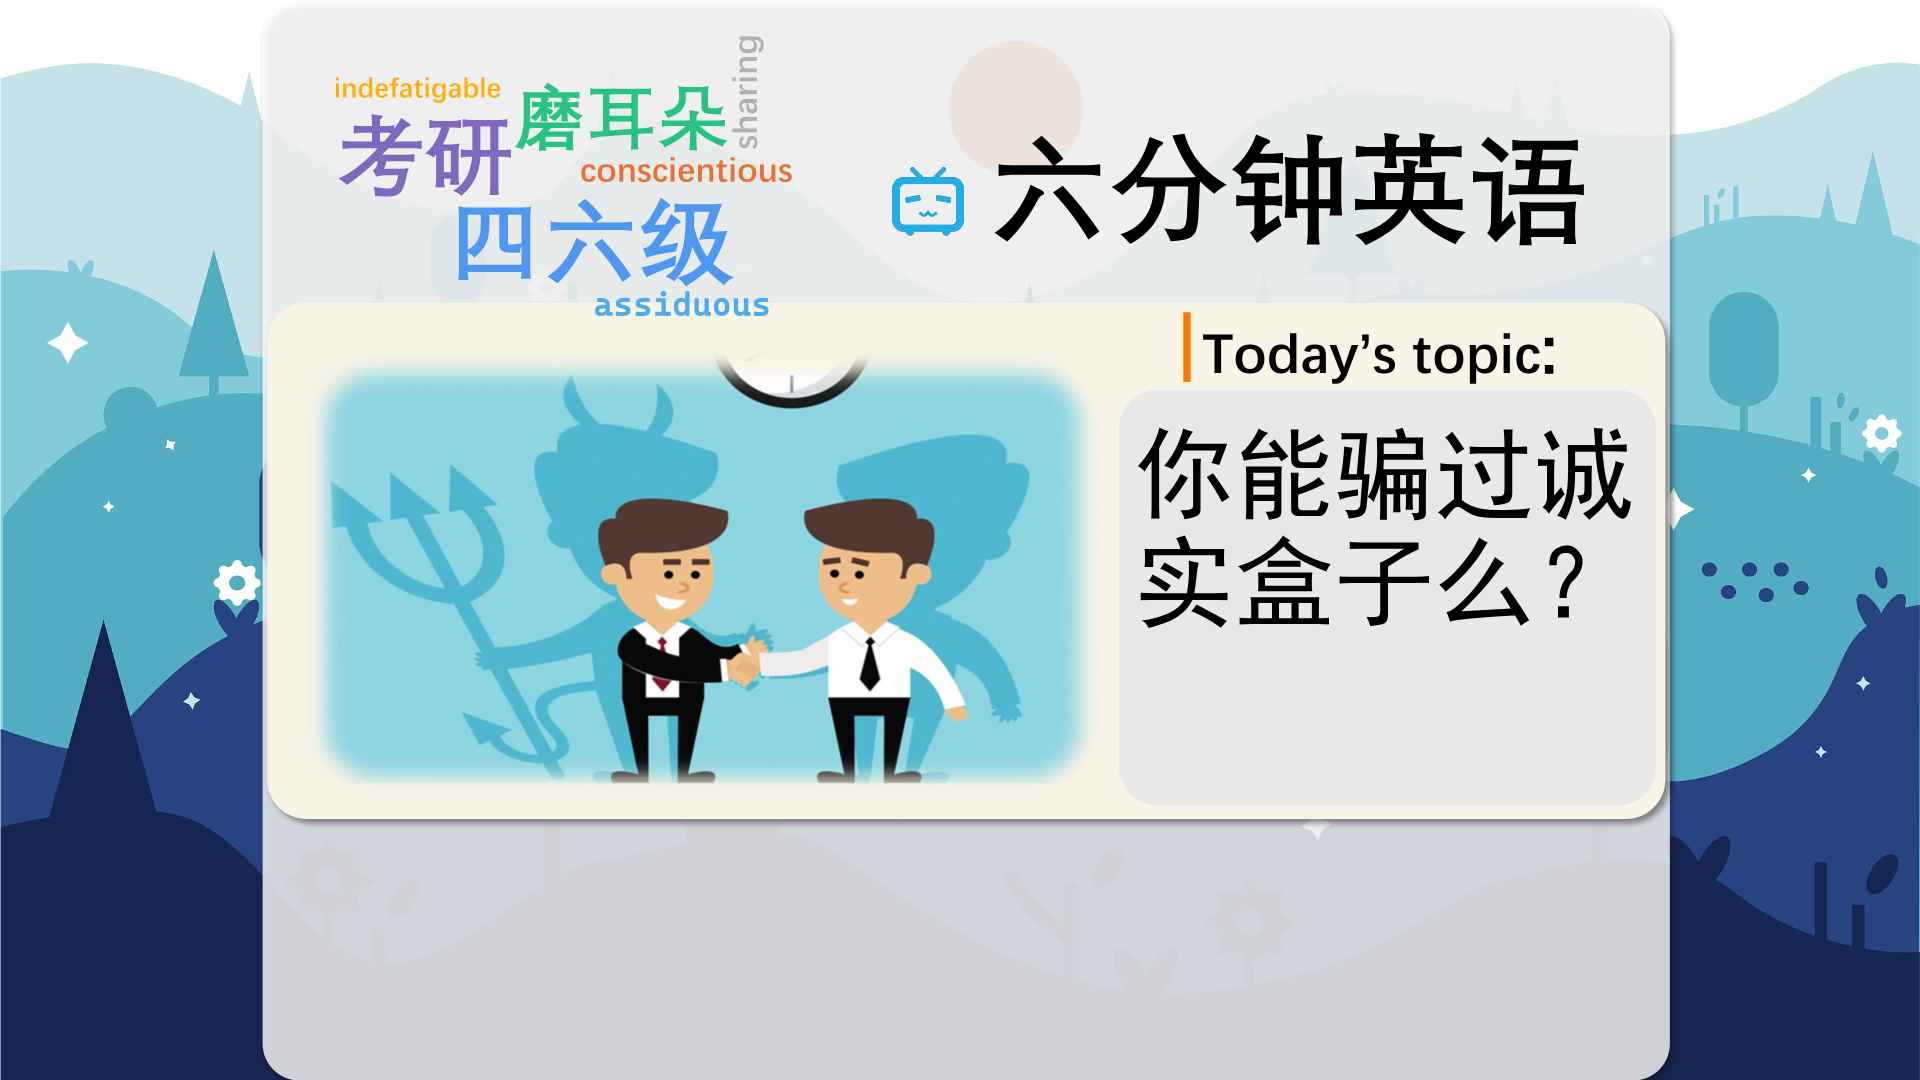 indefatigable
磨耳朵
sharing
考研
conscientious
四六级
assiduous
六分钟英语
Today’s topic:
你能骗过诚
实盒子么？